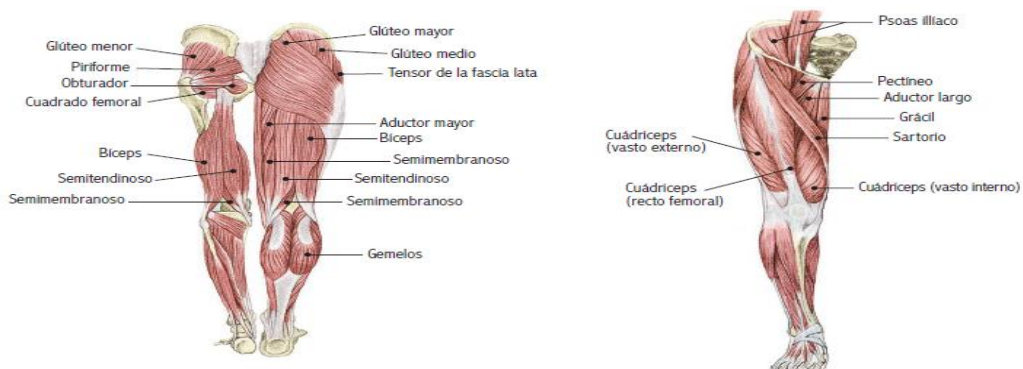 Glúteo menor
Piriforme
Obturador
Cuadrado femoral
Bíceps
Semitendinoso
Semimembranoso
Glúteo mayor
Glúteo medio
Tensor de la fascia lata
Aductor mayor
Bíceps
Semimembranoso
Semitendinoso
Semimembranoso
Gemelos
Psoas illíaco
Pectíneo
Aductor largo
Grácil
Sartorio
Cuádriceps
(vasto externo)
Cuádriceps
(recto femoral)
Cuádriceps (vasto interno)